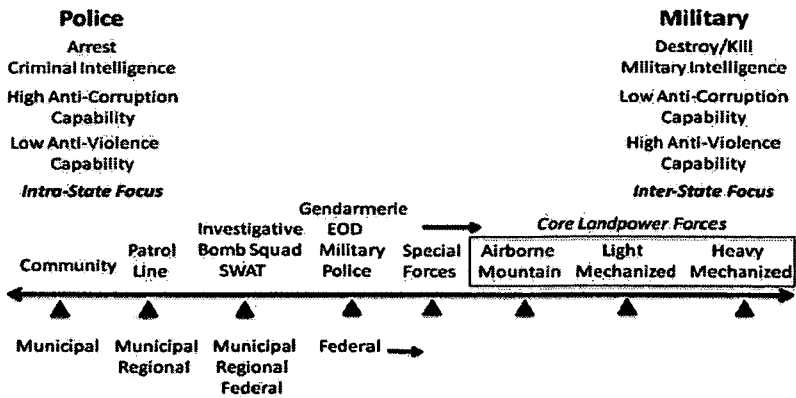 Police
Arrest
Criminal Intelligence
High Anti-Corruption
Capability
Low Anti-Violence
Capability
Intra-State Focus
Military
Destroy/Kill
Military Intelligence
Low Anti-Corruption
Capability
High Anti-Violence
Capability
Inter-State Focus
Core Landpower Forces
Community
Patrol
Line
Investigative
Bomb Squad
SWAT
Gendarmerie
EOD
Military
Police
Special
Forces
Airborne
Mountain
Light
Mechanized
Heavy
Mechanized
Municipal
Municipal
Regional
Municipal
Regional
Federal
Federal